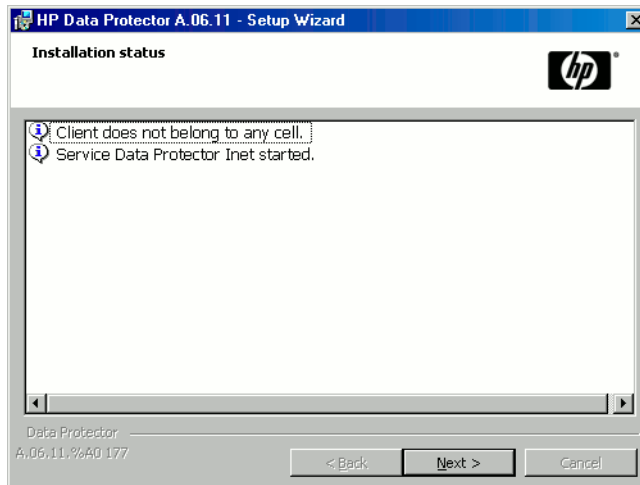 HP Data Protector A.06.11 - Setup Wizard
Installation status
hp
Client does not belong to any cell.
Service Data Protector Inet started.
Data Protector
A.06.11.%A0 177
< Back
Next >
Cancel